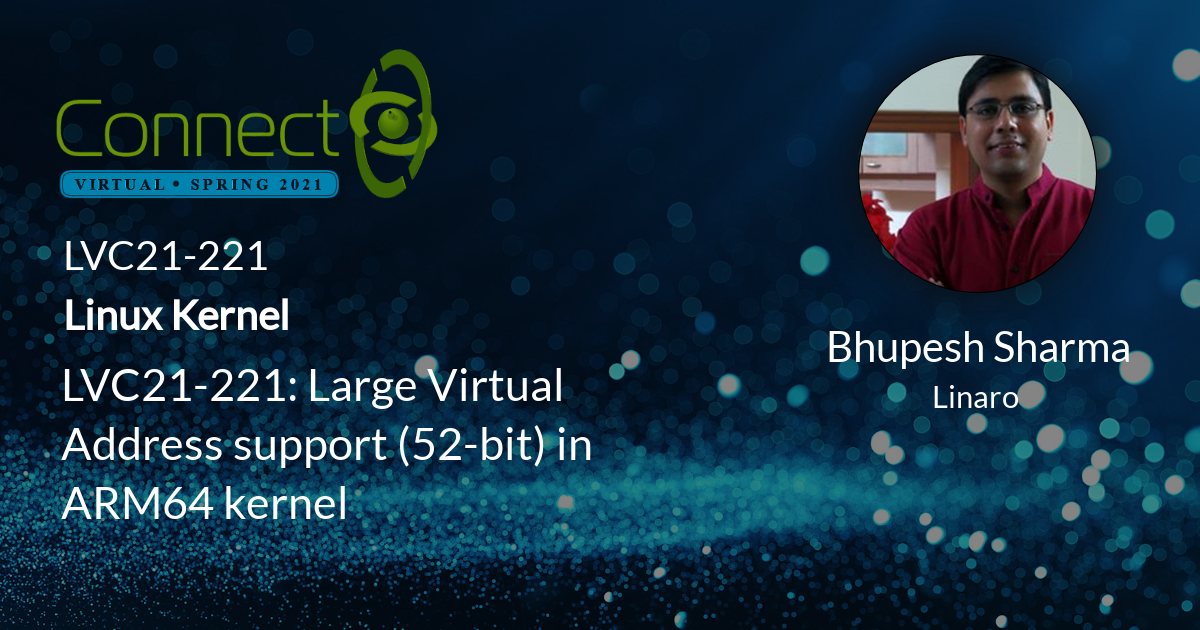 Connect
VIRTUAL • SPRING 2021
LVC21-221
Linux Kernel
LVC21-221: Large Virtual
Address support (52-bit) in
ARM64 kernel
Bhupesh Sharma
Linaro